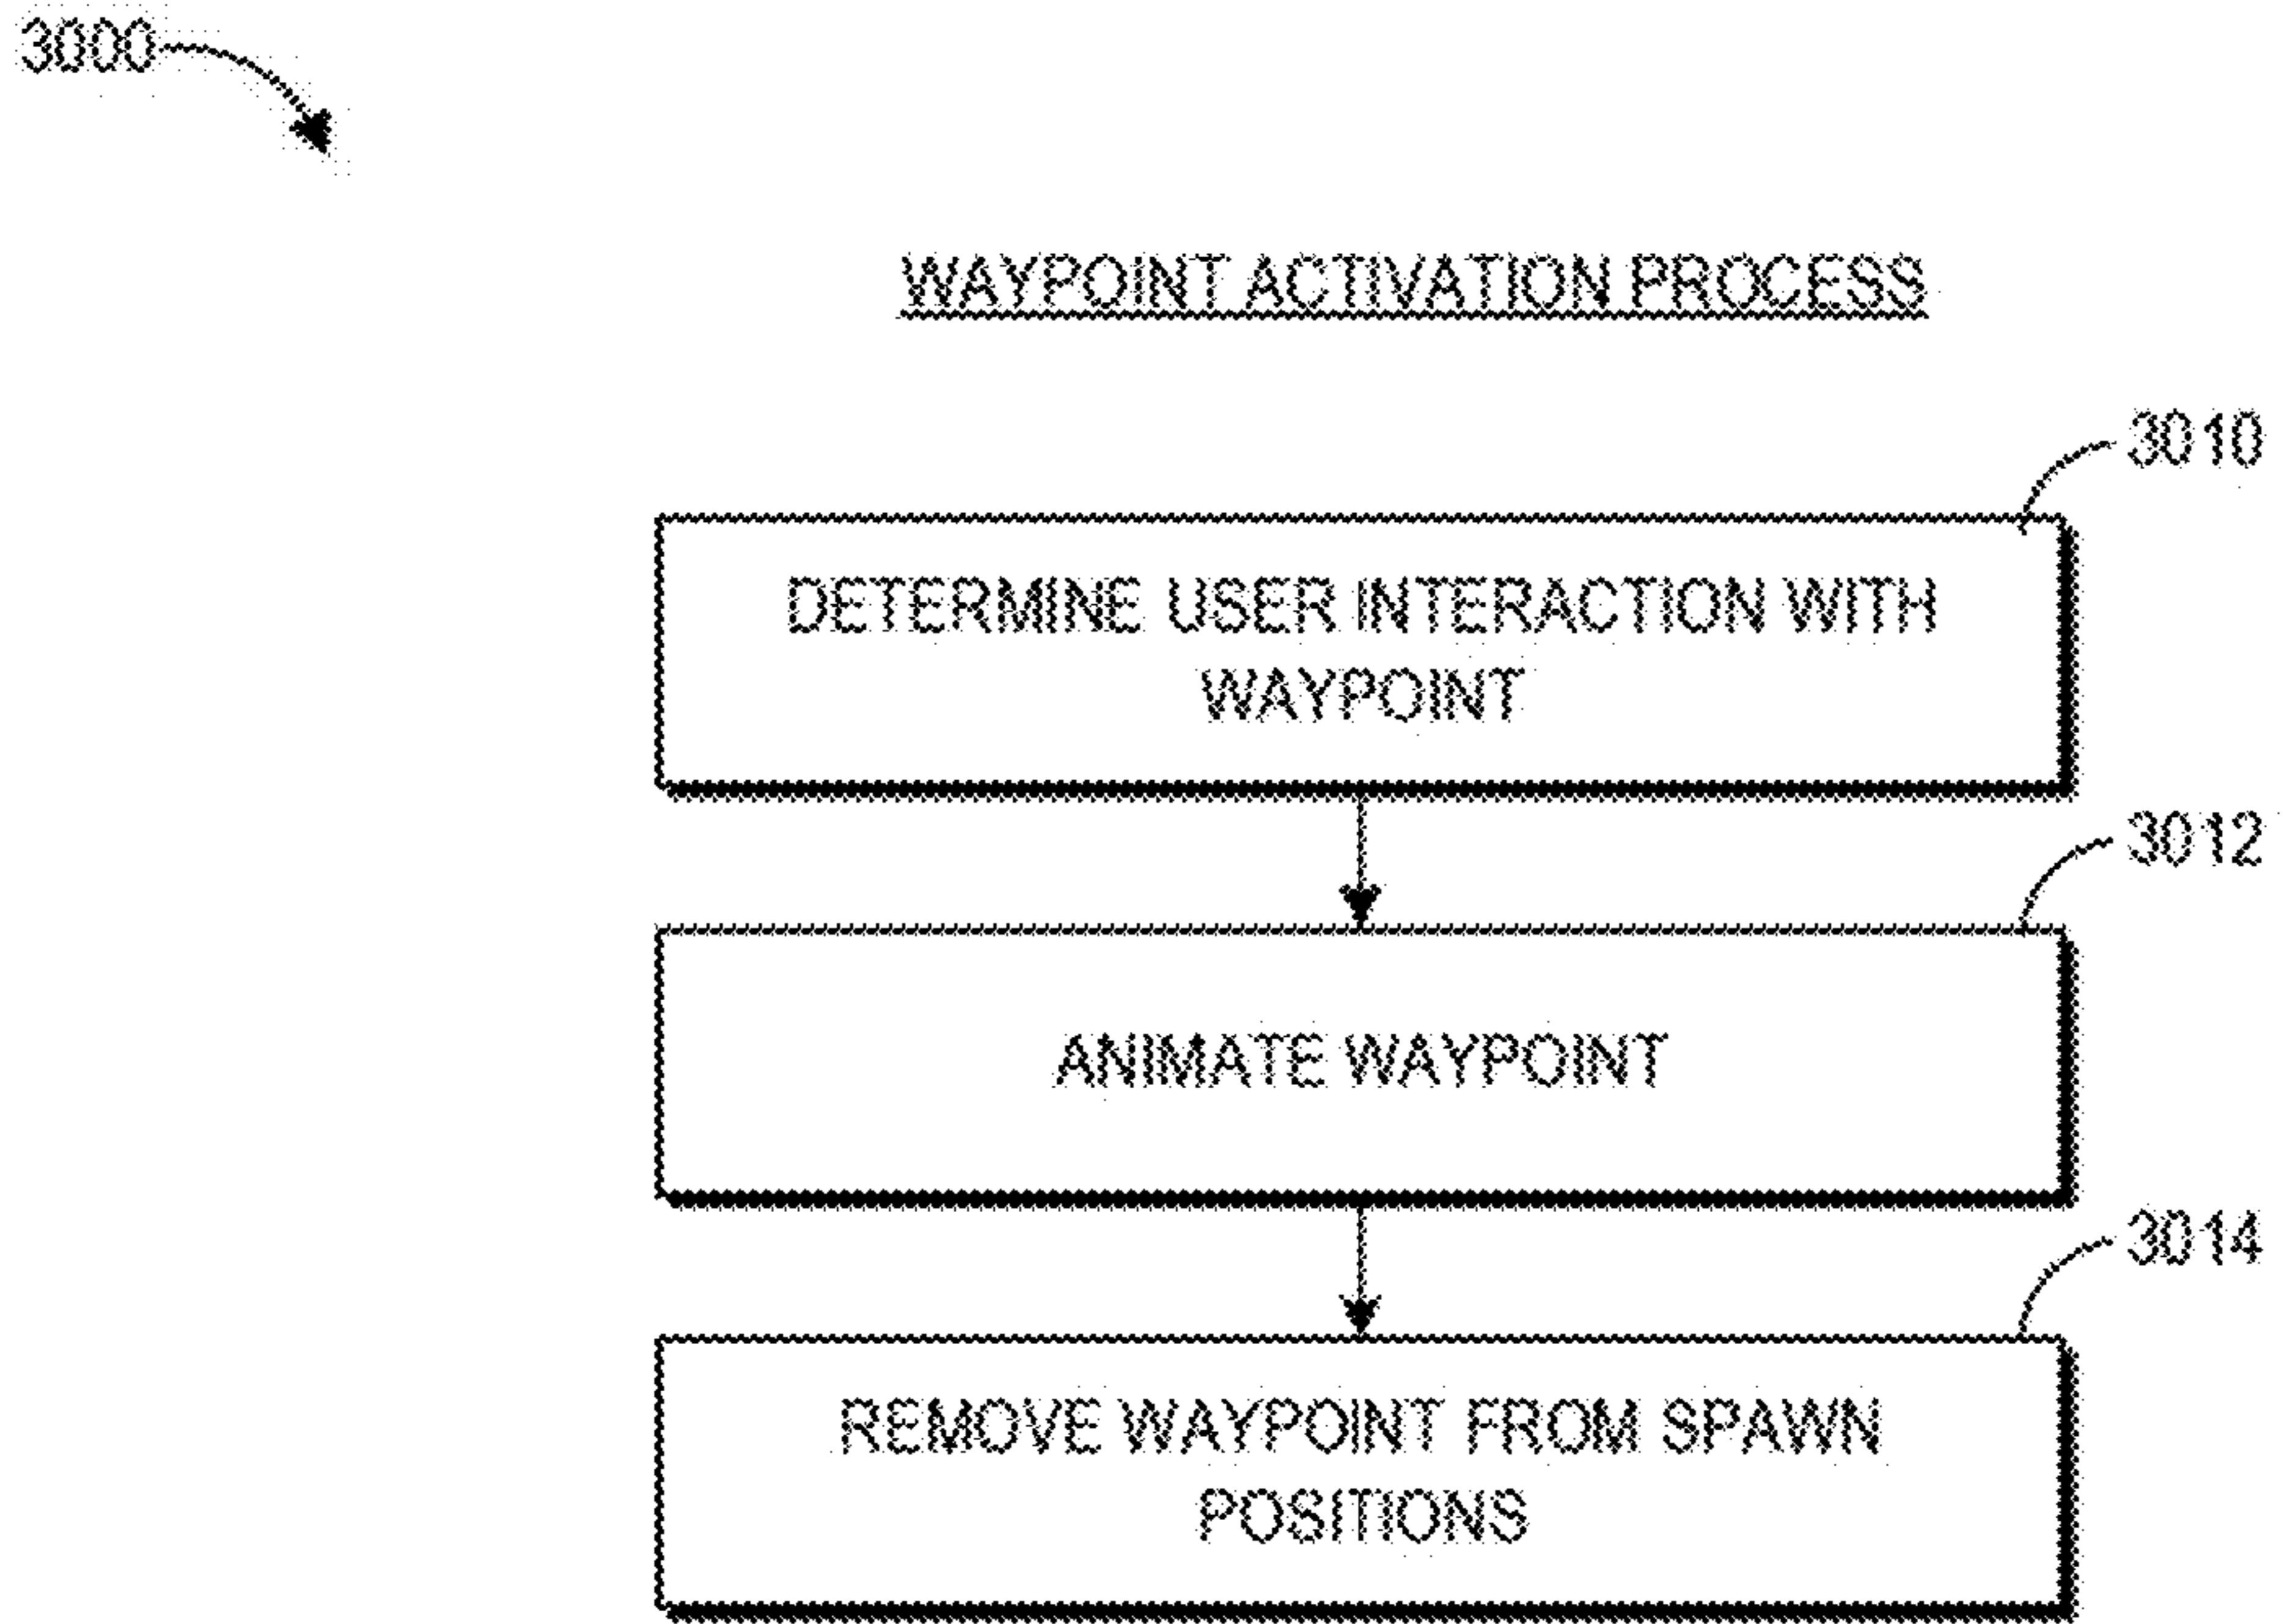 3000
WAYPOINT ACTIVATION PROCESS
3010
DETERMINE USER INTERACTION WITH
WAYPOINT
3012
ANIMATE WAYPOINT
3014
REMOVE WAYPOINT FROM SPAWN
POSITIONS